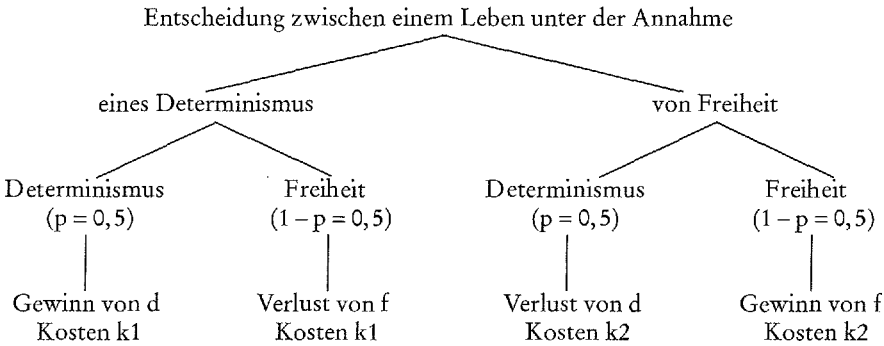 Entscheidung zwischen einem Leben unter der Annahme
eines Determinismus von Freiheit
Determinismus Freiheit Determinismus Freiheit
(p = 0,5) (1 – p = 0,5) (p = 0,5) (1 – p = 0,5)
Gewinn von d Verlust von f Verlust von d Gewinn von f
Kosten k1 Kosten k1 Kosten k2 Kosten k2